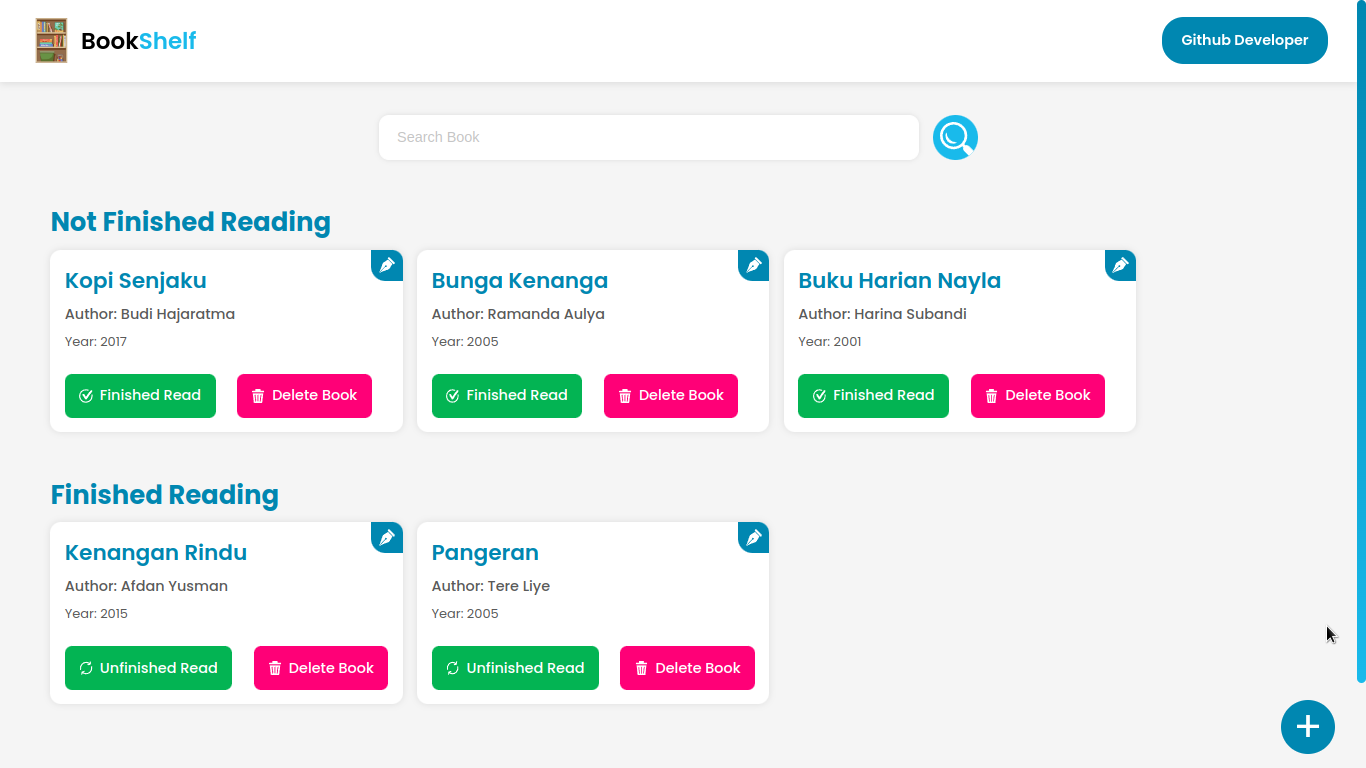 BookShelf
Github Developer
Search Book
Not Finished Reading
Kopi Senjaku
Author: Budi Hajaratma
Year: 2017
Finished Read
Delete Book
Bunga Kenanga
Author: Ramanda Aulya
Year: 2005
Finished Read
Delete Book
Buku Harian Nayla
Author: Harina Subandi
Year: 2001
Finished Read
Delete Book
Finished Reading
Kenangan Rindu
Author: Afdan Yusman
Year: 2015
Unfinished Read
Delete Book
Pangeran
Author: Tere Liye
Year: 2005
Unfinished Read
Delete Book